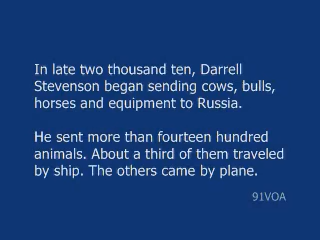 In late two thousand ten, Darrell
Stevenson began sending cows, bulls,
horses and equipment to Russia.
He sent more than fourteen hundred
animals. About a third of them traveled
by ship. The others came by plane.
91VOA